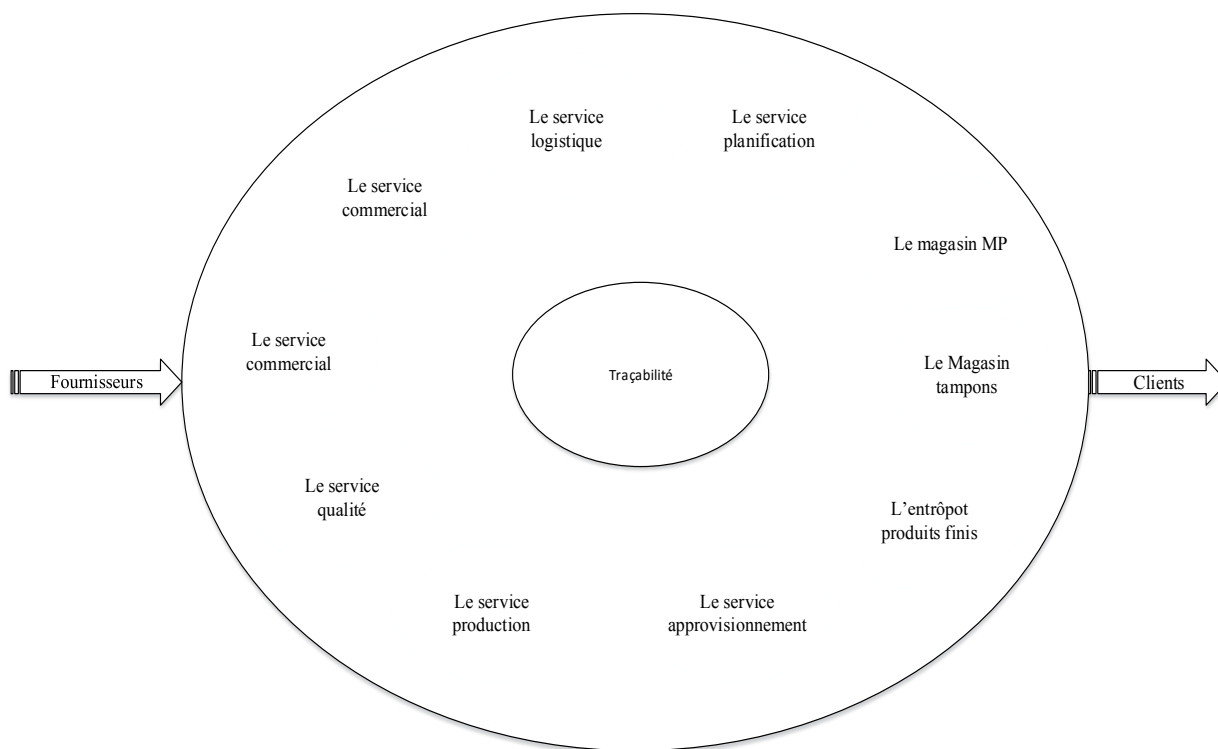 Le service
logistique
Le service
planification
Le service
commercial
Le magasin MP
Le service
commercial
Fournisseurs
Traçabilité
Le Magasin
tampons
Clients
Le service
qualité
L'entrôpot
produits finis
Le service
production
Le service
approvisionnement